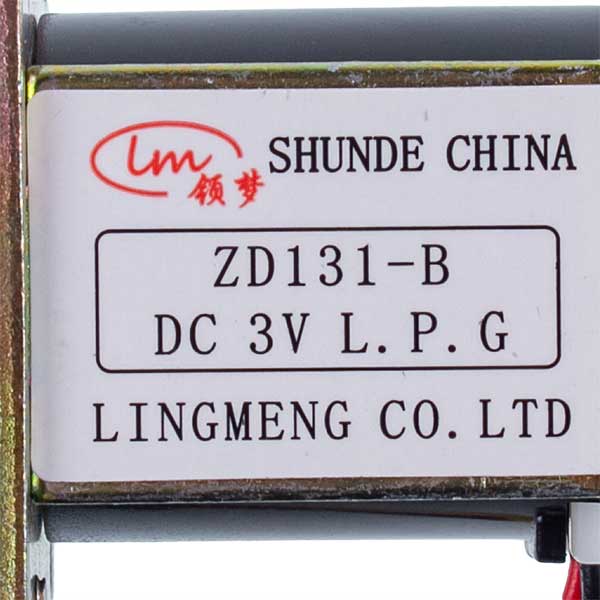 lm 领梦 SHUNDE CHINA
ZD131-B
DC 3V L.P.G
LINGMENG CO.LTD